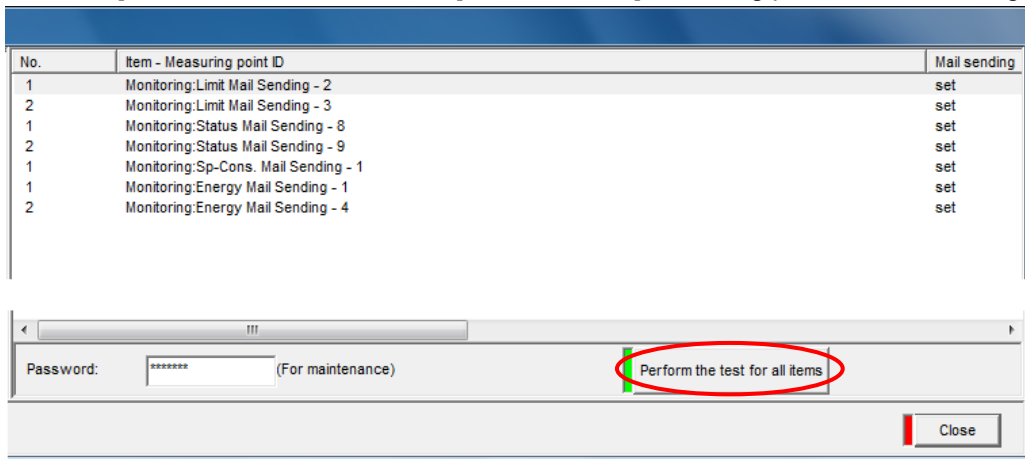 No. Item - Measuring point ID Mail sending
1 Monitoring:Limit Mail Sending - 2 set
2 Monitoring:Limit Mail Sending - 3 set
1 Monitoring:Status Mail Sending - 8 set
2 Monitoring:Status Mail Sending - 9 set
1 Monitoring:Sp-Cons. Mail Sending - 1 set
1 Monitoring:Energy Mail Sending - 1 set
2 Monitoring:Energy Mail Sending - 4 set
Password: ******* (For maintenance) Perform the test for all items
Close